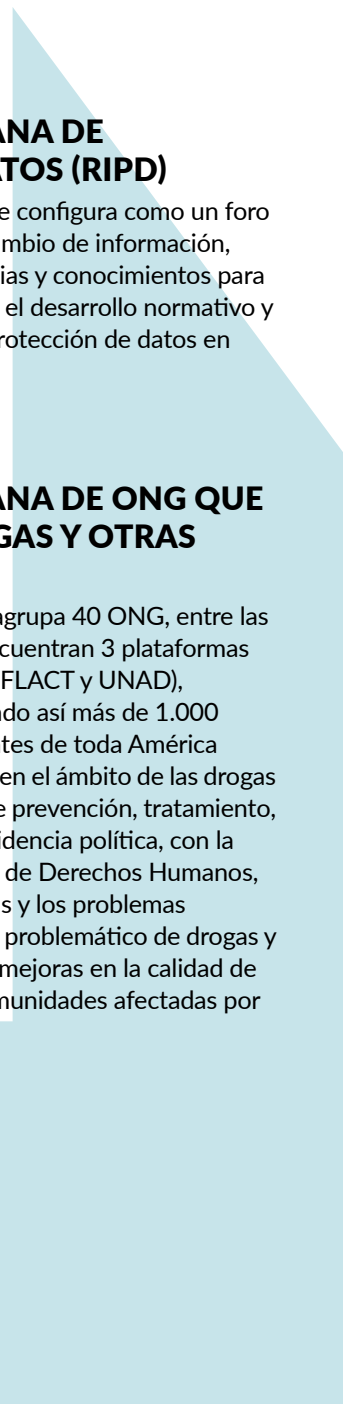 ANA DE
ATOS (RIPD)
e configura como un foro
mbio de información,
ias y conocimientos para
el desarrollo normativo y
rotección de datos en
ANA DE ONG QUE
GAS Y OTRAS
agrupa 40 ONG, entre las
cuentran 3 plataformas
FLACT y UNAD),
ndo así más de 1.000
ntes de toda América
en el ámbito de las drogas
e prevención, tratamiento,
idencia política, con la
de Derechos Humanos,
s y los problemas
problemático de drogas y
mejoras en la calidad de
munidades afectadas por